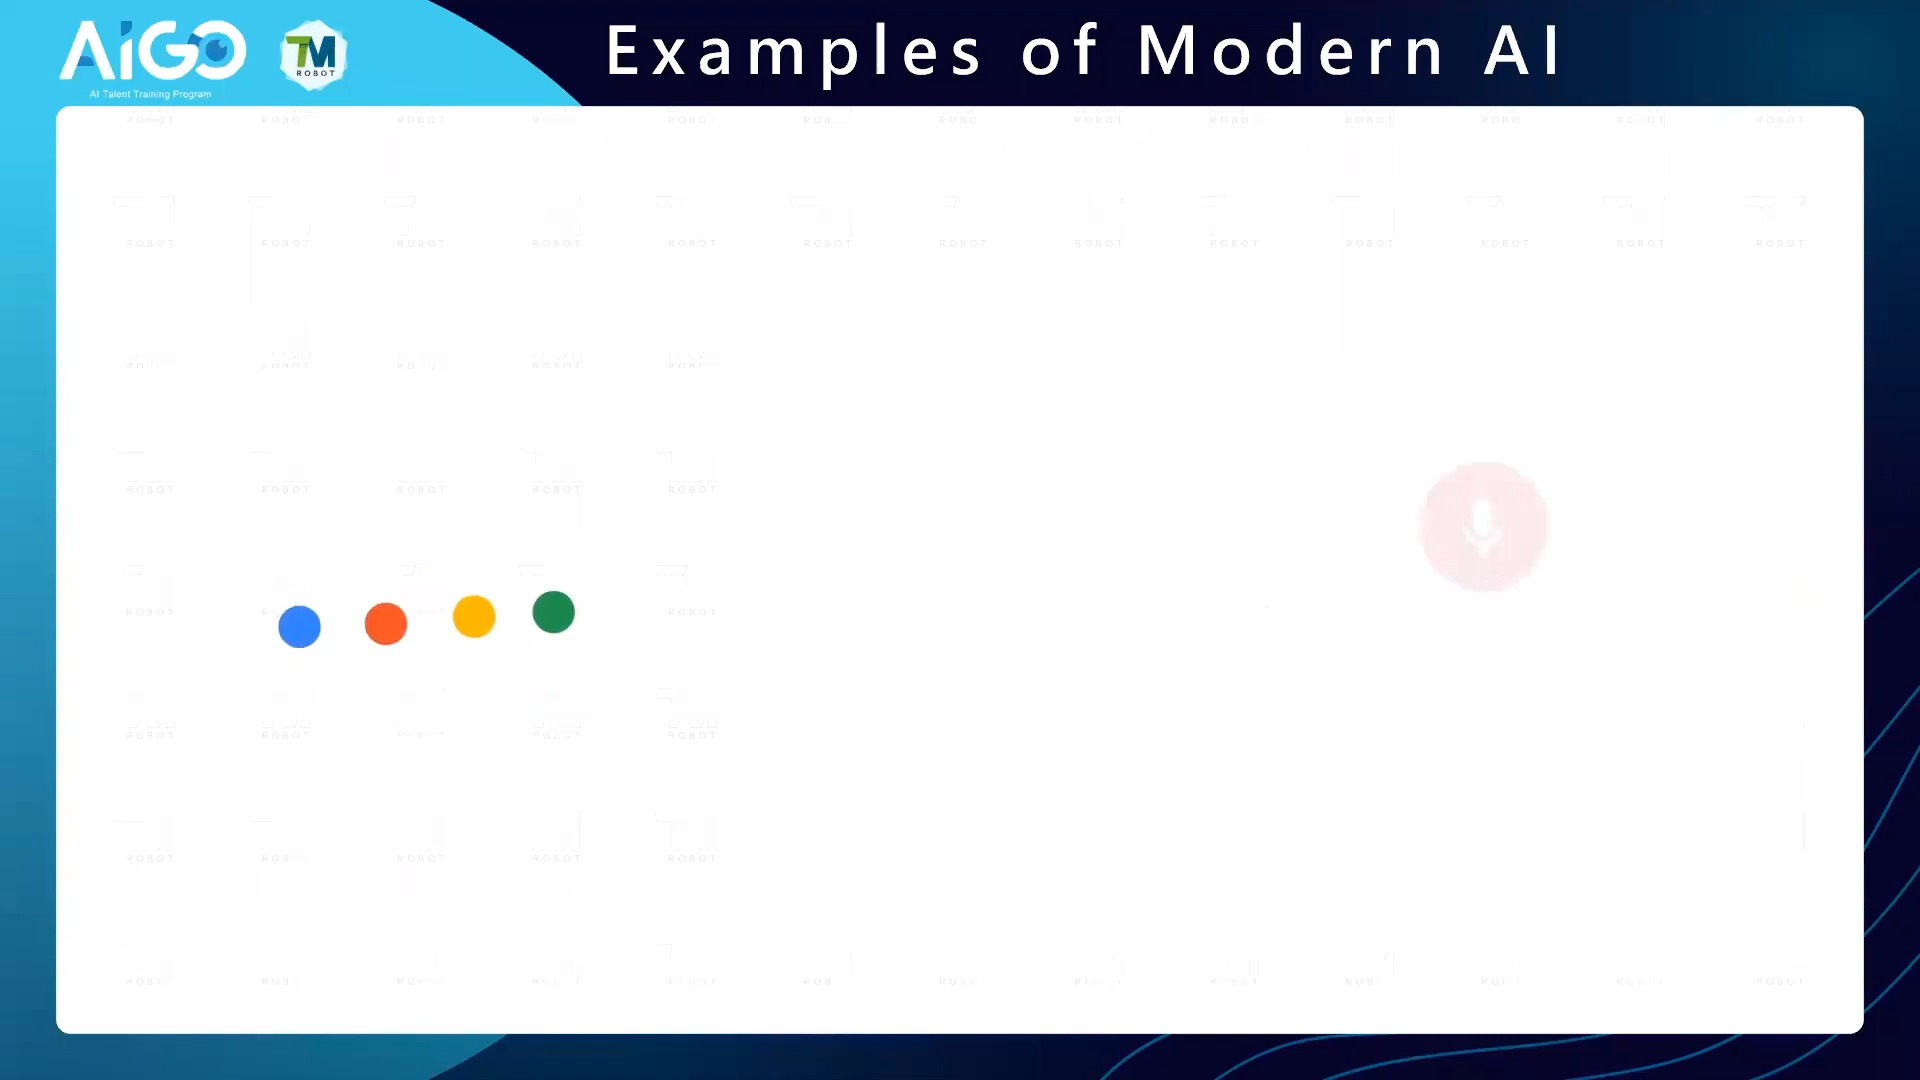 AiGO
AI Talent Training Program
TM
ROBOT
Examples of Modern AI